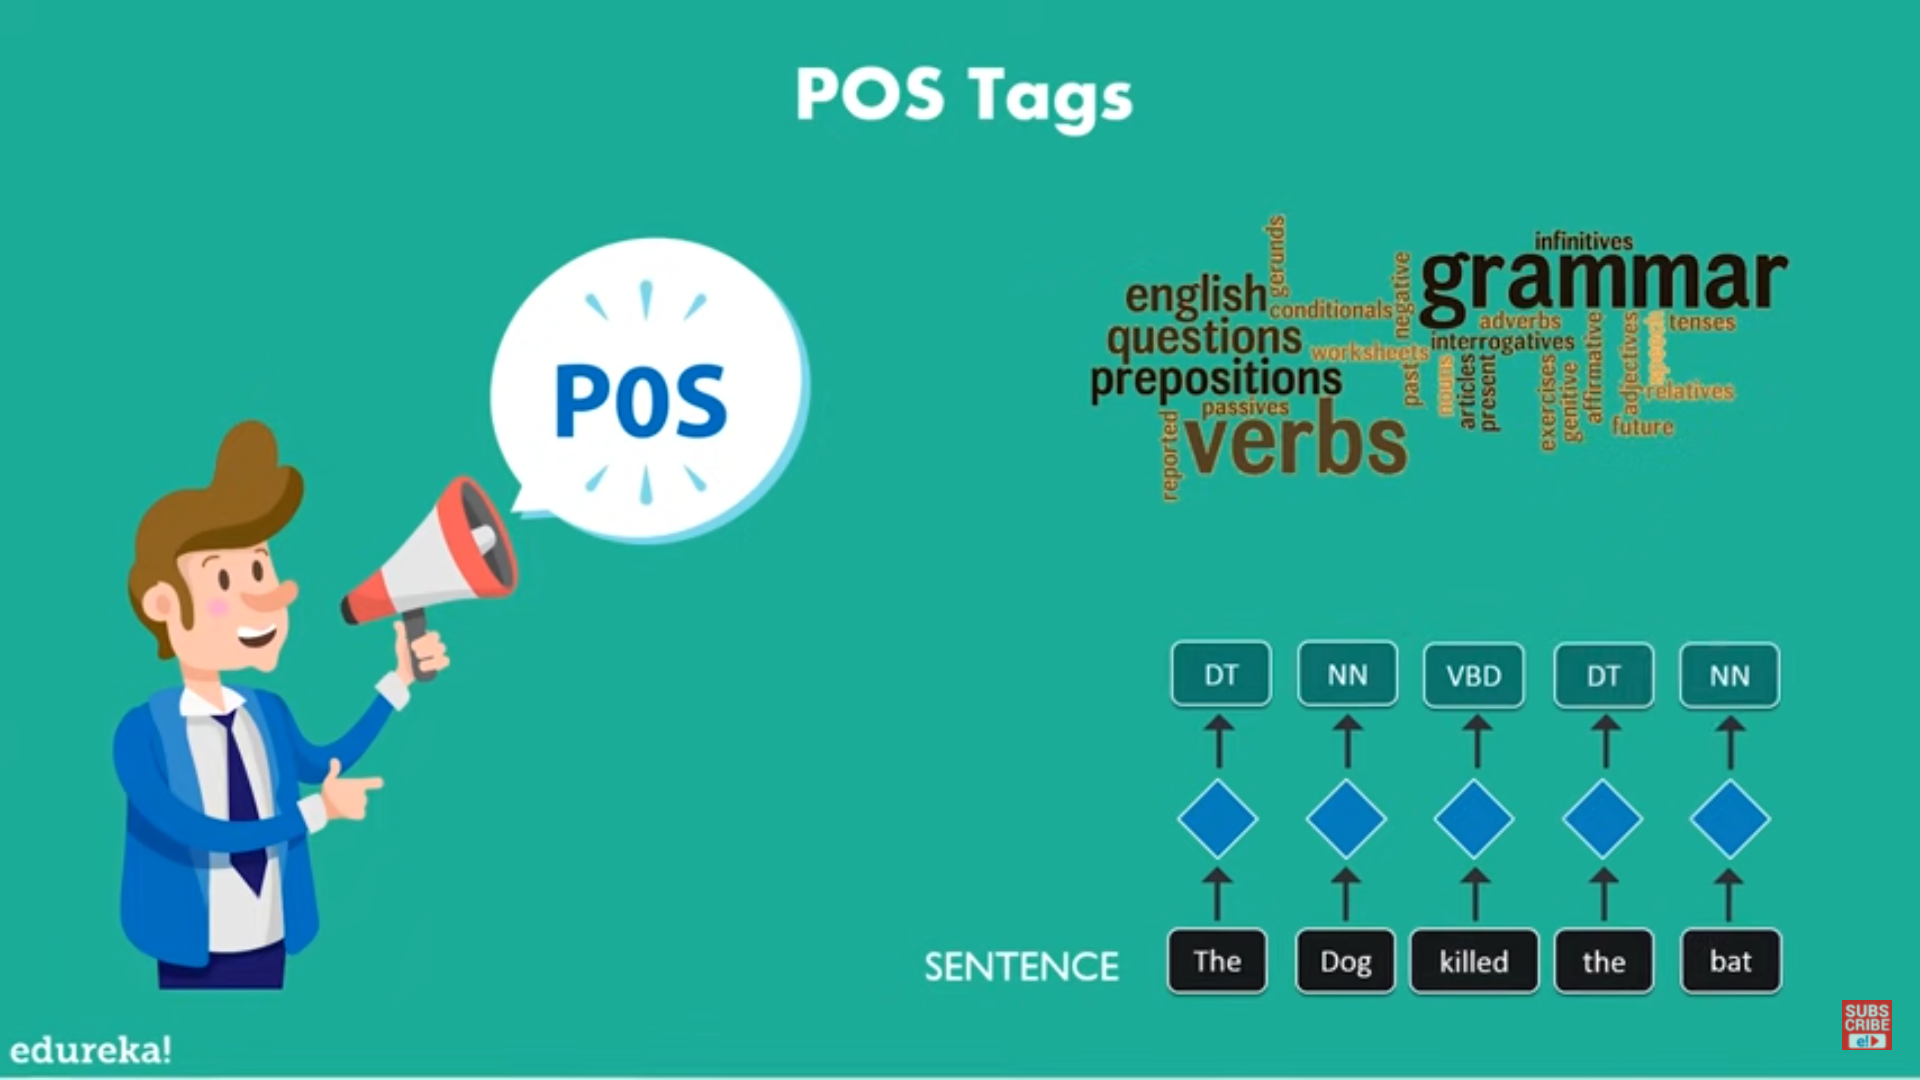 POS Tags
P0S
gerunds
infinitives
english
conditionals
negative
grammar
questions
worksheets
adverbs
tenses
interrogatives
prepositions
past
nouns
articles
present
exercises
genitive
affirmative
adjectives
speech
relatives
passives
future
reported
verbs
DT NN VBD DT NN
SENTENCE The Dog killed the bat
SUBS
CRIBE
e!
edureka!